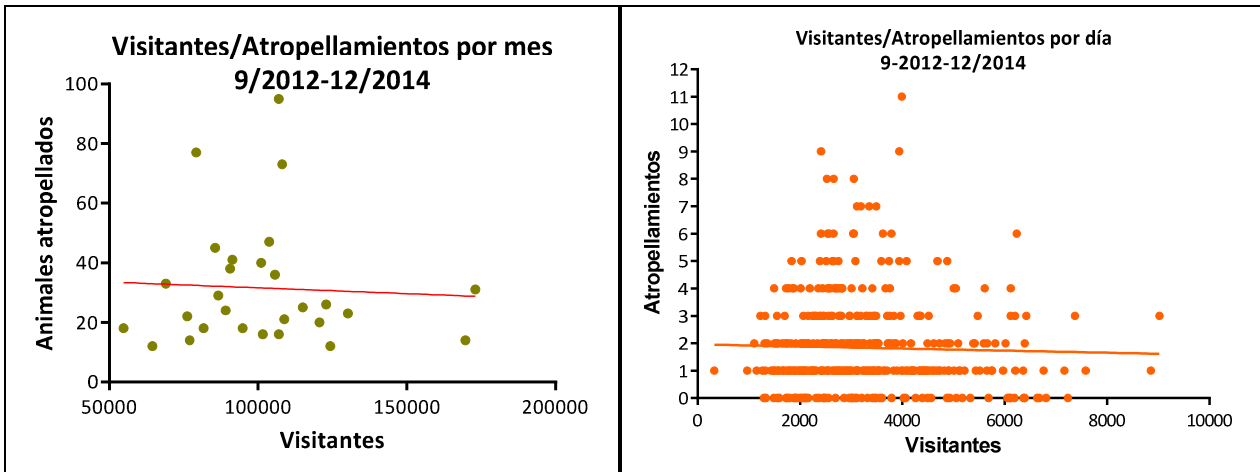 Visitantes/Atropellamientos por mes
9/2012-12/2014
Animales atropellados
100
80
60
40
20
0
50000 100000 150000 200000
Visitantes
Visitantes/Atropellamientos por día
9-2012-12/2014
Atropellamientos
12
11
10
9
8
7
6
5
4
3
2
1
0
0 2000 4000 6000 8000 10000
Visitantes